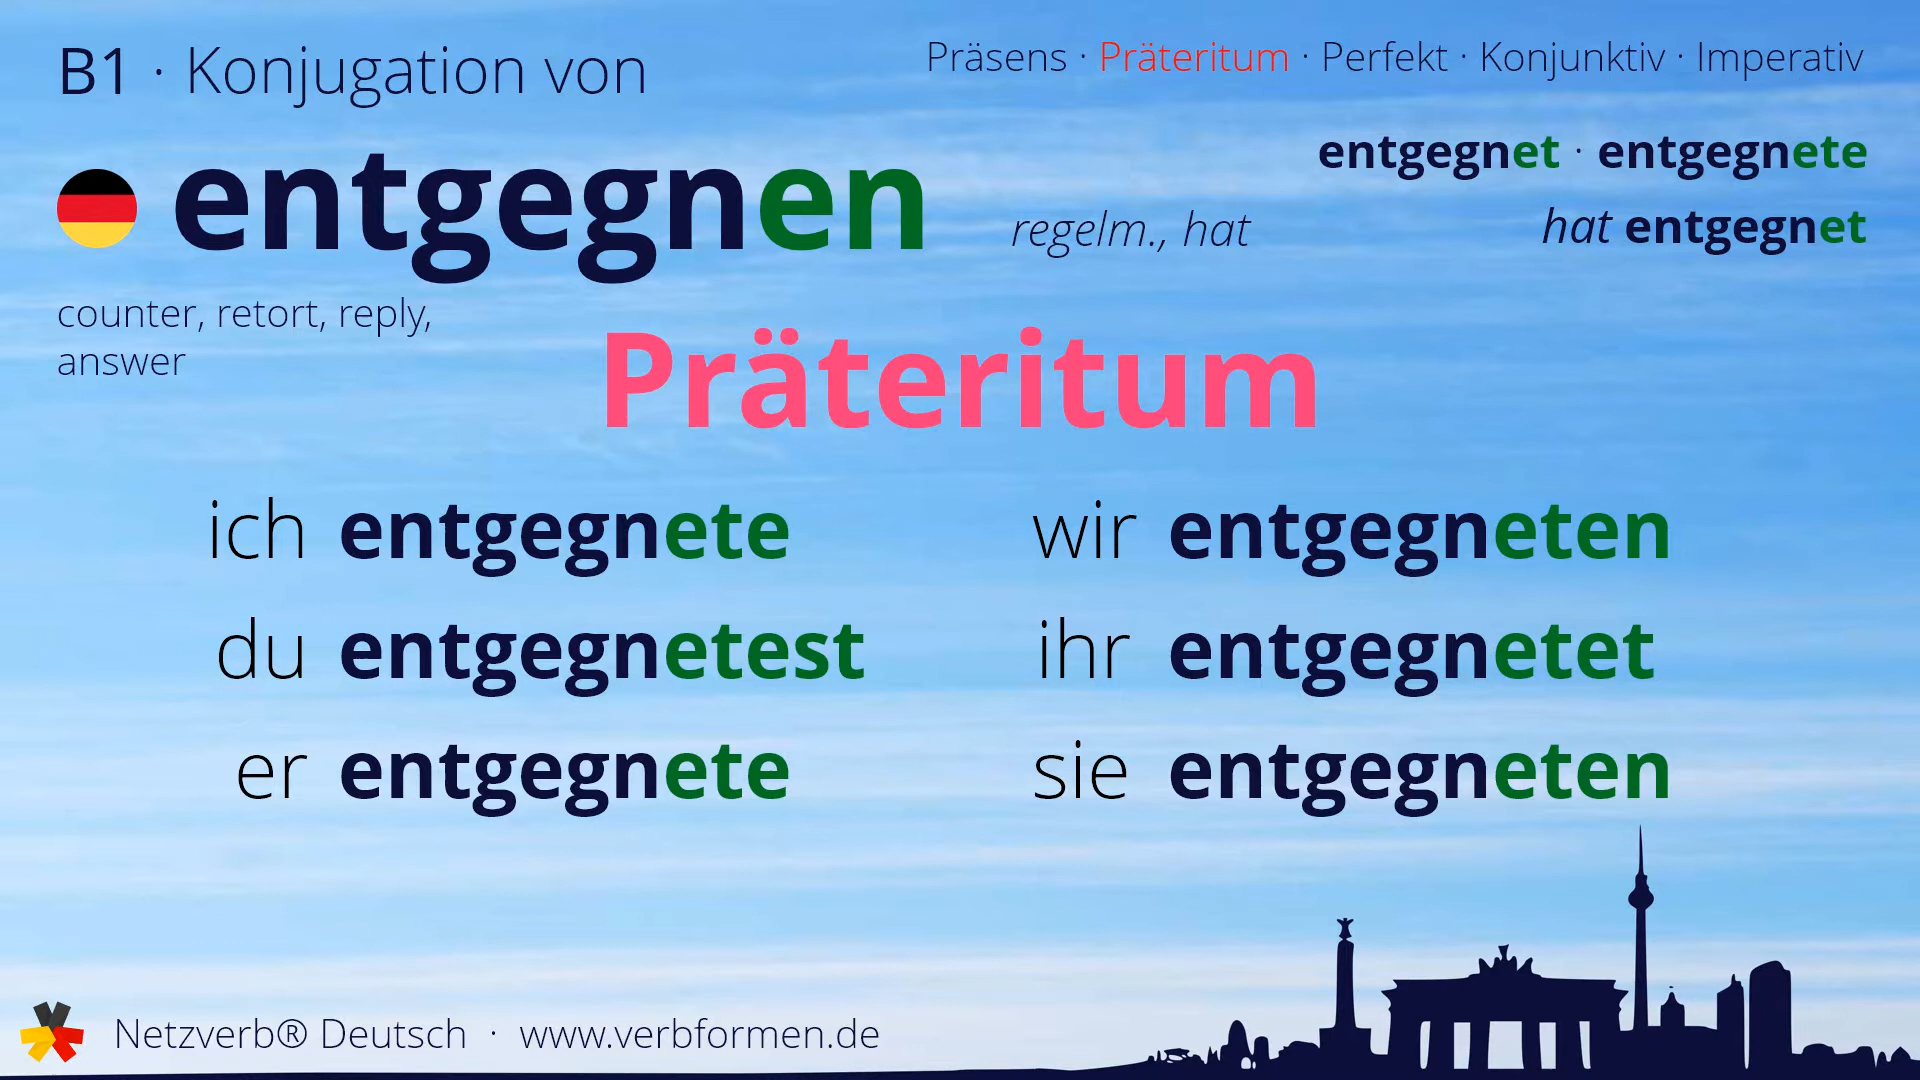 B1 · Konjugation von
Präsens · Präteritum · Perfekt · Konjunktiv · Imperativ
entgegnen
regelm., hat
entgegnet · entgegnete
hat entgegnet
counter, retort, reply,
answer
Präteritum
ich entgegnete
du entgegnetest
er entgegnete
wir entgegneten
ihr entgegnetet
sie entgegneten
Netzverb® Deutsch · www.verbformen.de